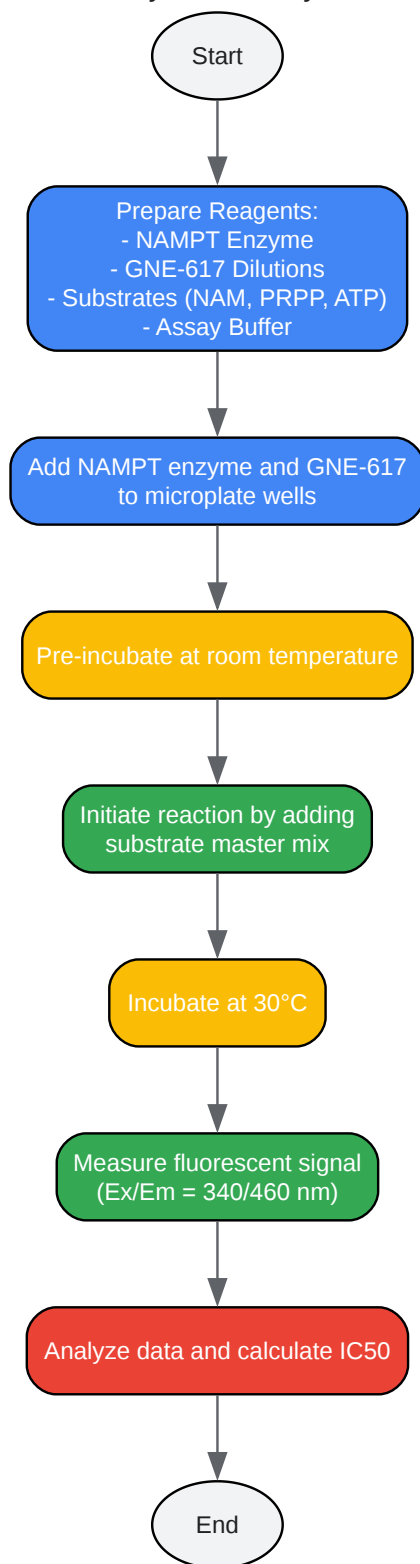 Start
Prepare Reagents:
- NAMPT Enzyme
- GNE-617 Dilutions
- Substrates (NAM, PRPP, ATP)
- Assay Buffer
Add NAMPT enzyme and GNE-617
to microplate wells
Pre-incubate at room temperature
Initiate reaction by adding
substrate master mix
Incubate at 30°C
Measure fluorescent signal
(Ex/Em = 340/460 nm)
Analyze data and calculate IC50
End